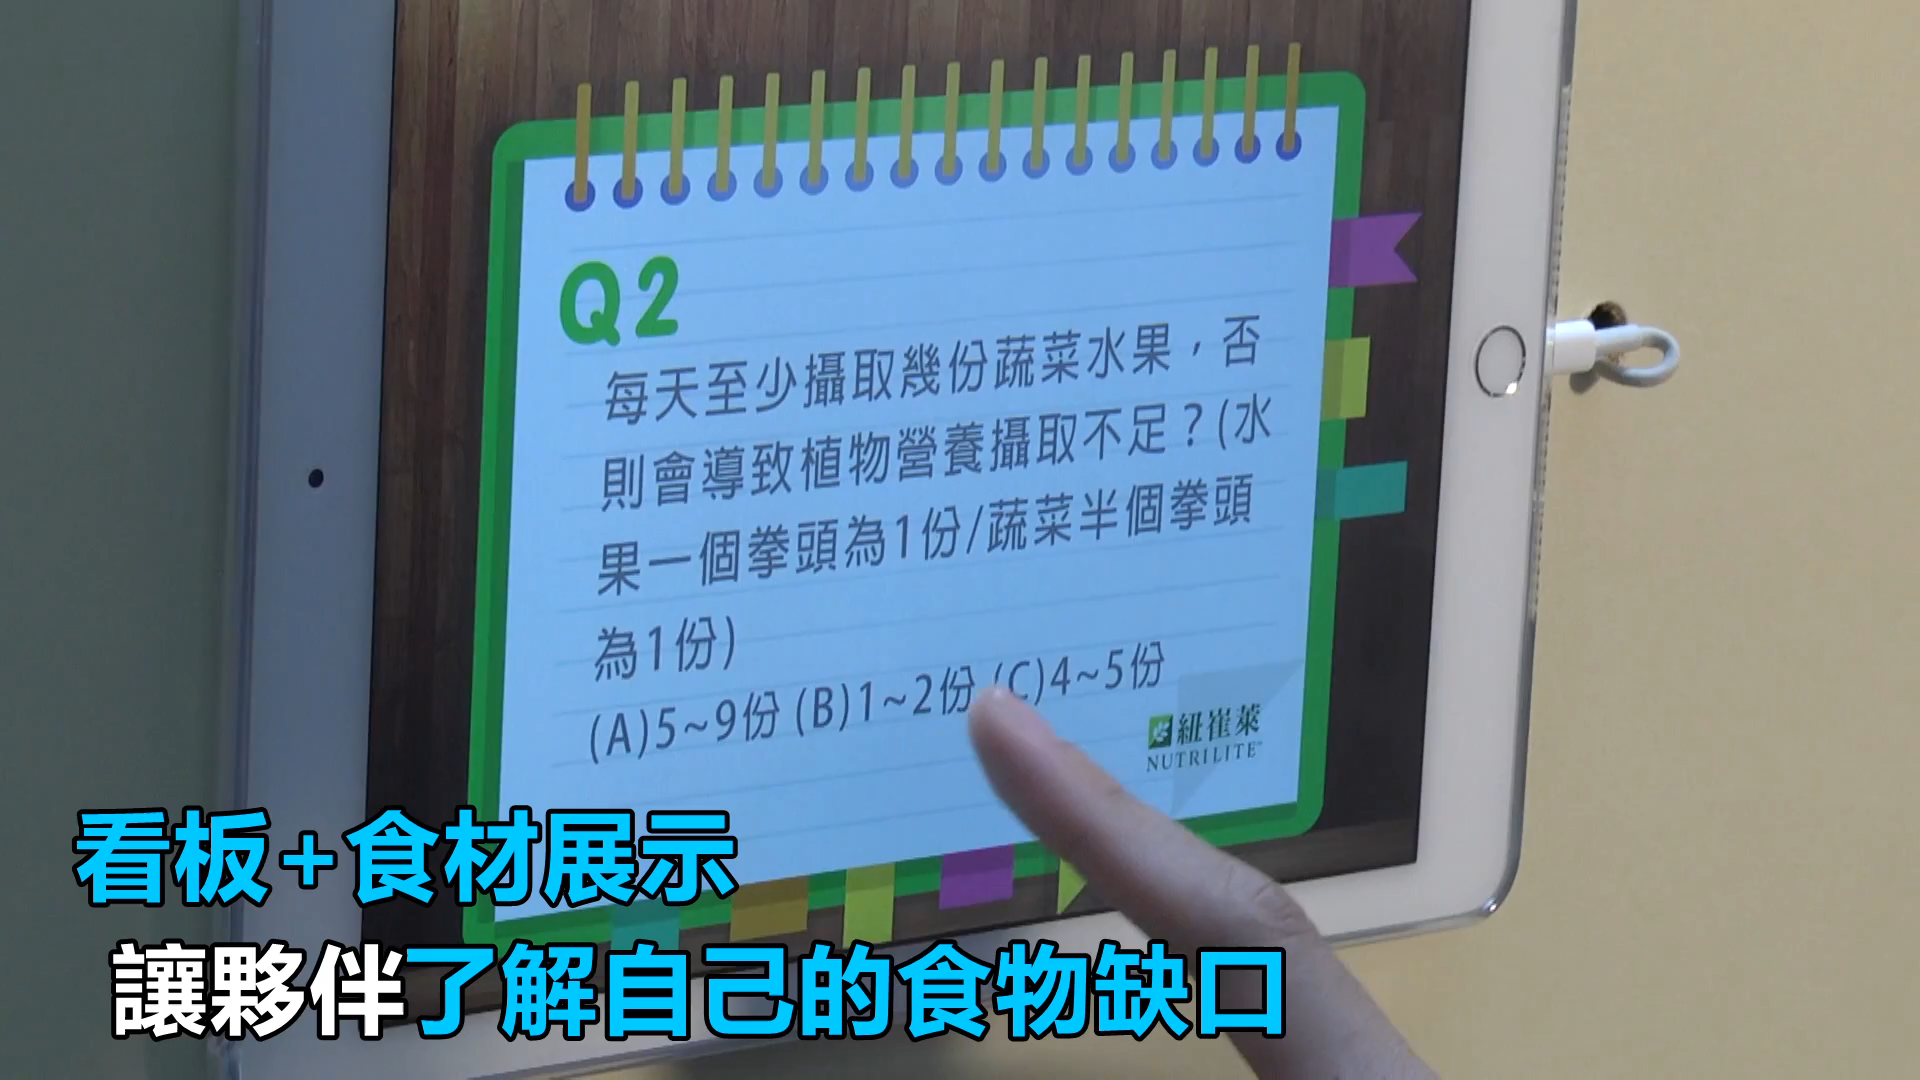 Q2
每天至少攝取幾份蔬菜水果，否
則會導致植物營養攝取不足？(水
果一個拳頭為1份/蔬菜半個拳頭
為1份)
(A)5~9份 (B)1~2份 (C)4~5份
紐崔萊
NUTRILITE™
看板+食材展示
讓夥伴了解自己的食物缺口